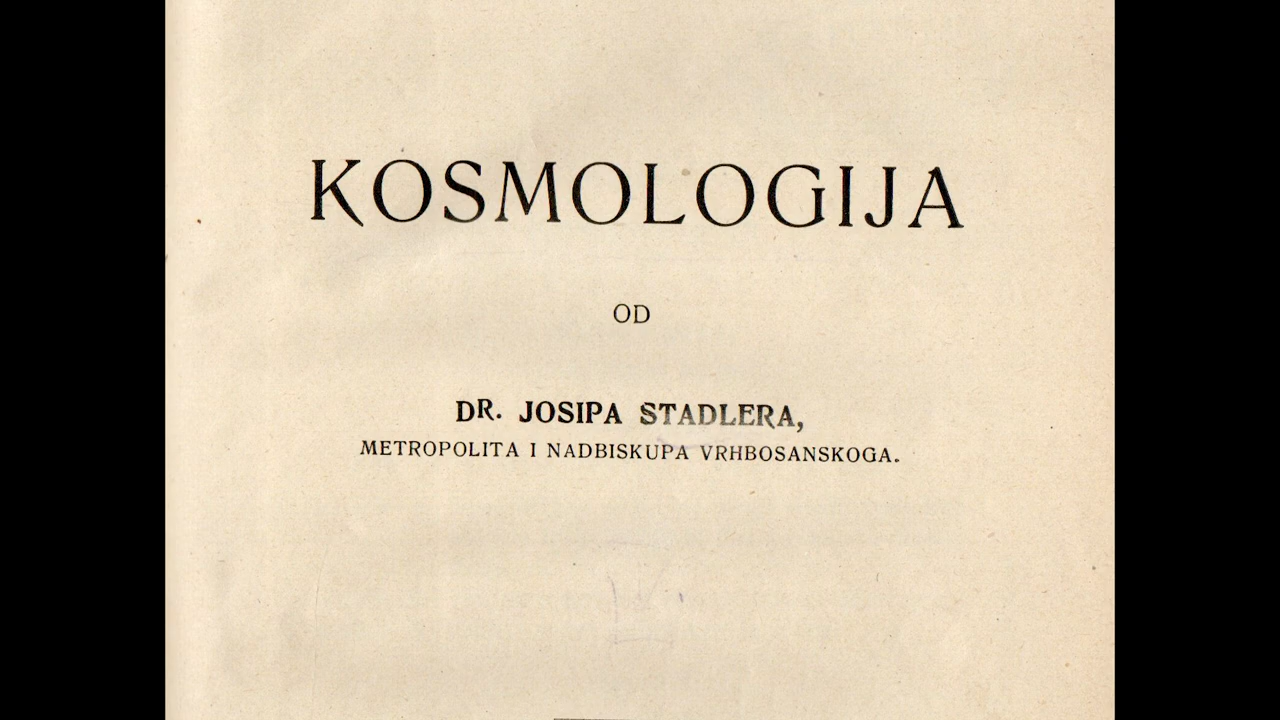 KOSMOLOGIJA
OD
DR. JOSIPA STADLERA,
METROPOLITA I NADBISKUPA VRHBOSANSKOGA.